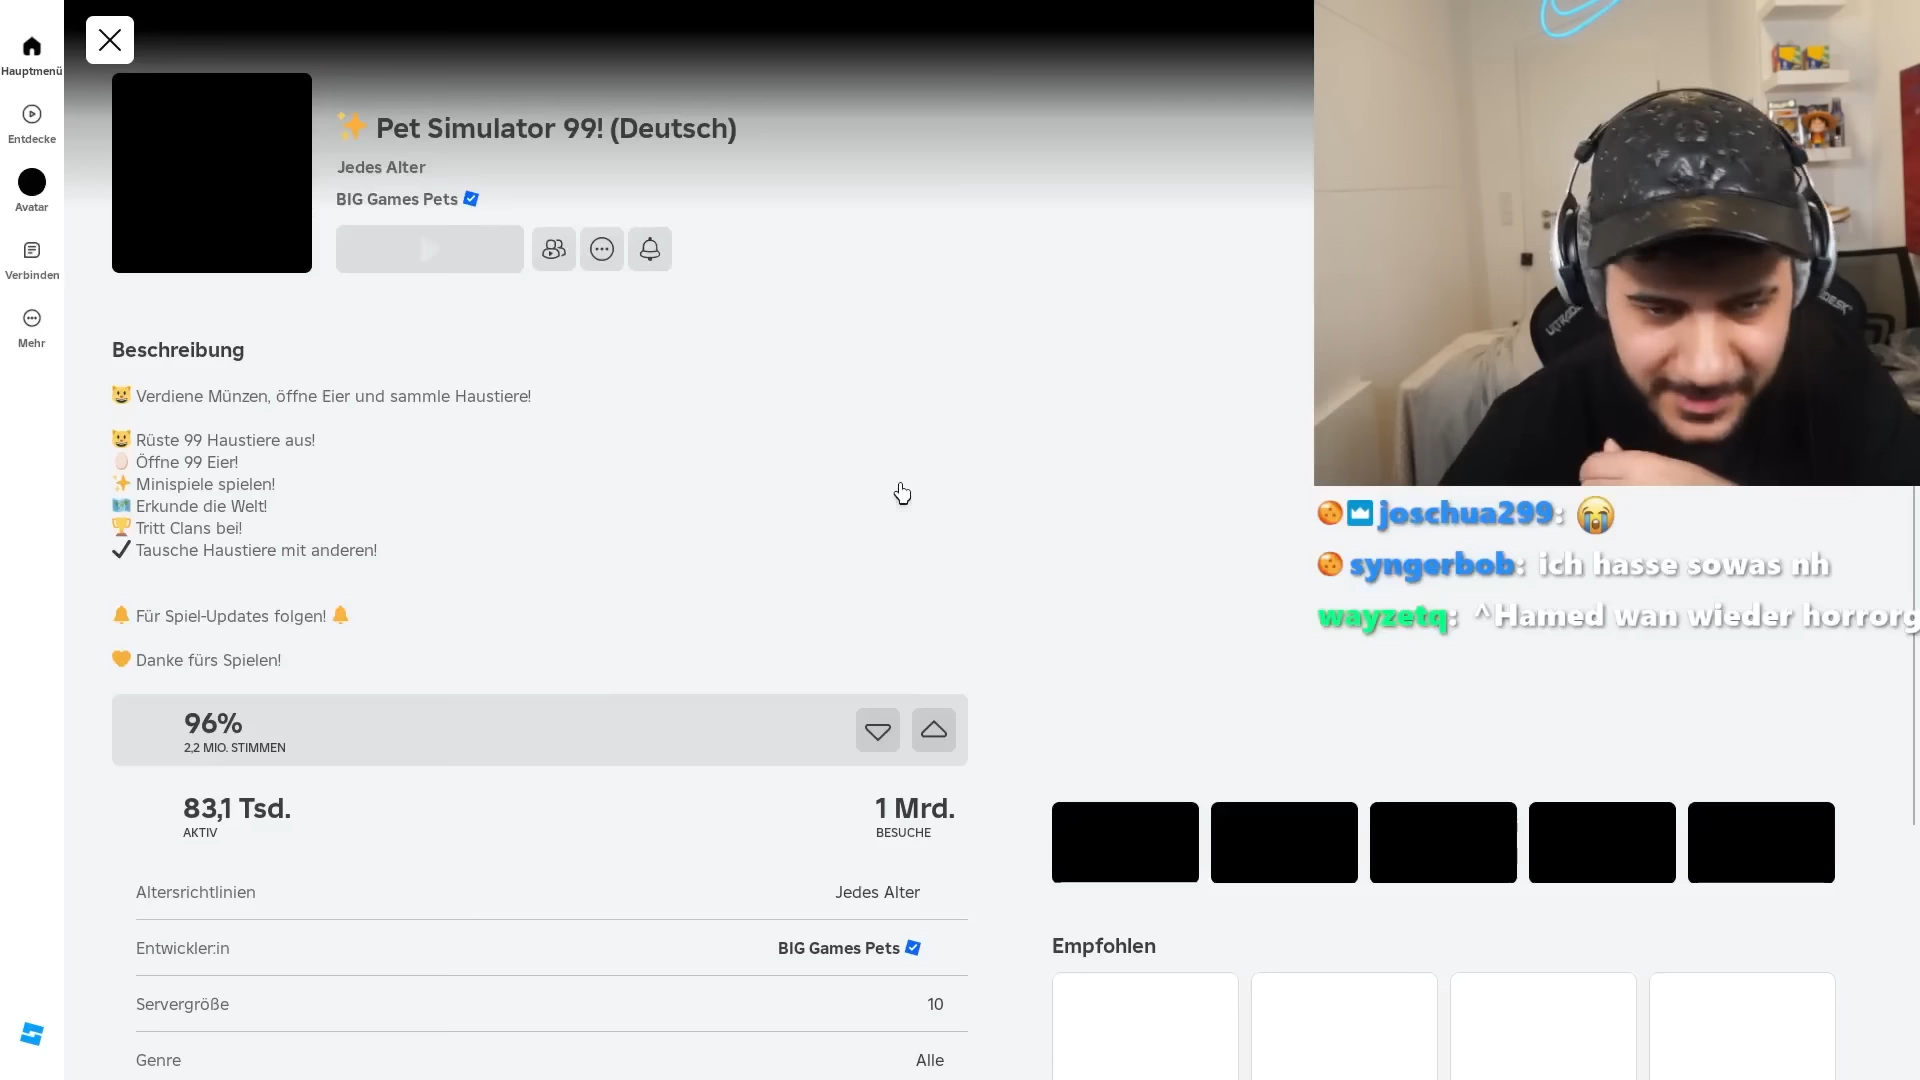 Hauptmenü
Entdecke
Avatar
Verbinden
Mehr
Pet Simulator 99! (Deutsch)
Jedes Alter
BIG Games Pets
Beschreibung
Verdiene Münzen, öffne Eier und sammle Haustiere!
Rüste 99 Haustiere aus!
Öffne 99 Eier!
Minispiele spielen!
Erkunde die Welt!
Tritt Clans bei!
Tausche Haustiere mit anderen!
Für Spiel-Updates folgen!
Danke fürs Spielen!
96%
2,2 MIO. STIMMEN
83,1 Tsd.
AKTIV
1 Mrd.
BESUCHE
Altersrichtlinien Jedes Alter
Entwickler:in BIG Games Pets
Servergröße 10
Genre Alle
joschua299:
syngerbob: ich hasse sowas nh
wayzetq: ^Hamed wan wieder horrorg
Empfohlen